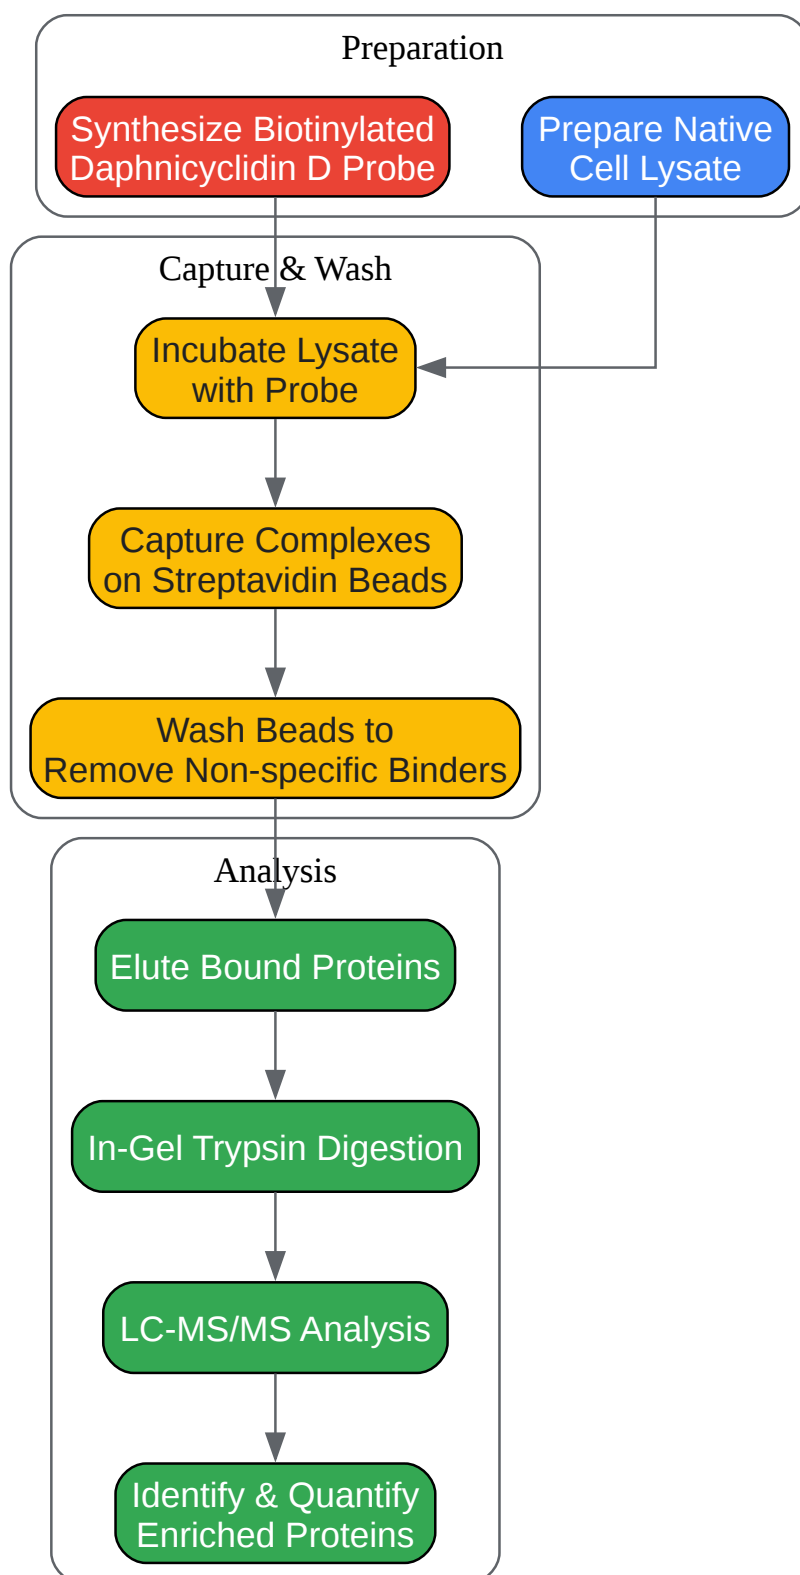 Preparation
Synthesize Biotinylated
Daphnicyclidin D Probe
Prepare Native
Cell Lysate
Capture & Wash
Incubate Lysate
with Probe
Capture Complexes
on Streptavidin Beads
Wash Beads to
Remove Non-specific Binders
Analysis
Elute Bound Proteins
In-Gel Trypsin Digestion
LC-MS/MS Analysis
Identify & Quantify
Enriched Proteins